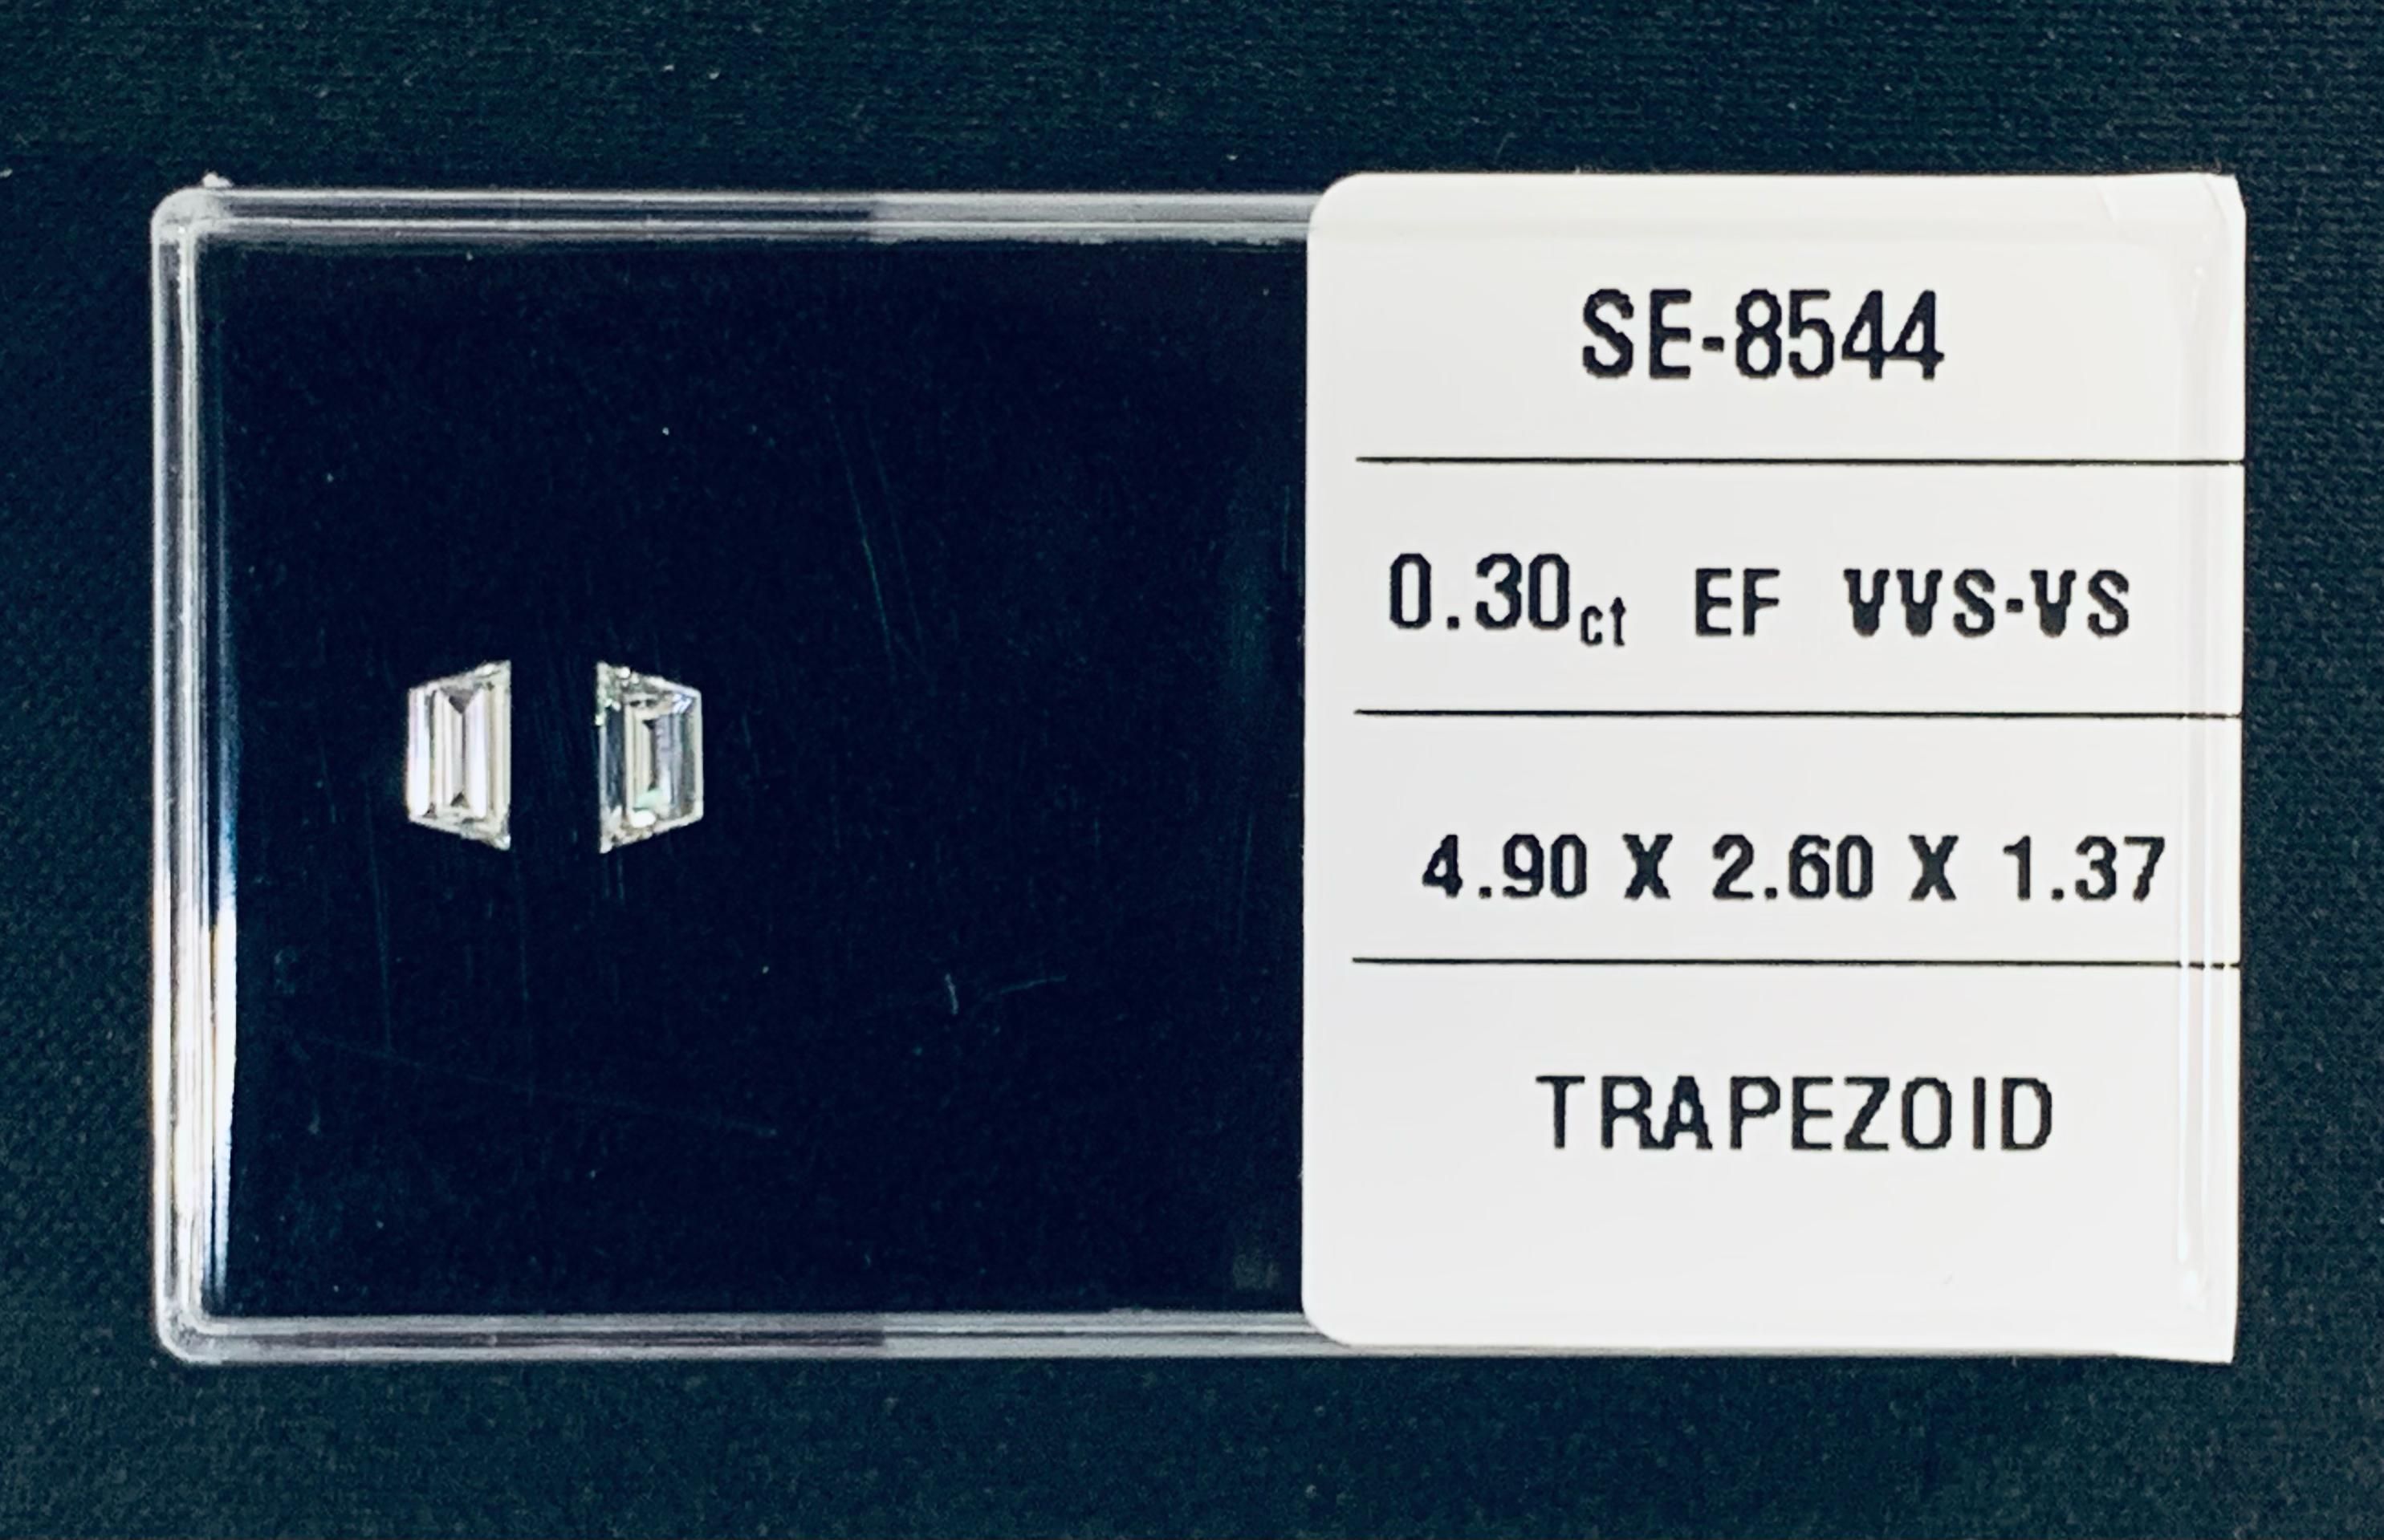 SE-8544
0.30ct EF VVS-VS
4.90 X 2.60 X 1.37
TRAPEZOID